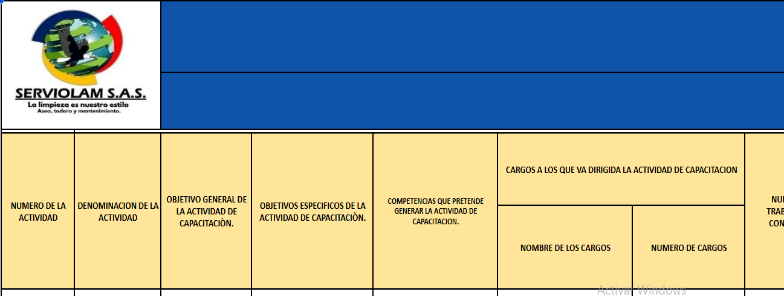 SERVIOLAM S.A.S.
La limpieza es nuestro estilo
Aseo, todero y mantenimiento.
NUMERO DE LA
ACTIVIDAD
DENOMINACION DE LA
ACTIVIDAD
OBJETIVO GENERAL DE
LA ACTIVIDAD DE
CAPACITACIÒN.
OBJETIVOS ESPECIFICOS DE LA
ACTIVIDAD DE CAPACITACIÒN.
COMPETENCIAS QUE PRETENDE
GENERAR LA ACTIVIDAD DE
CAPACITACION.
CARGOS A LOS QUE VA DIRIGIDA LA ACTIVIDAD DE CAPACITACION
NOMBRE DE LOS CARGOS
NUMERO DE CARGOS
NU
TRAB
CON
Activar Windows